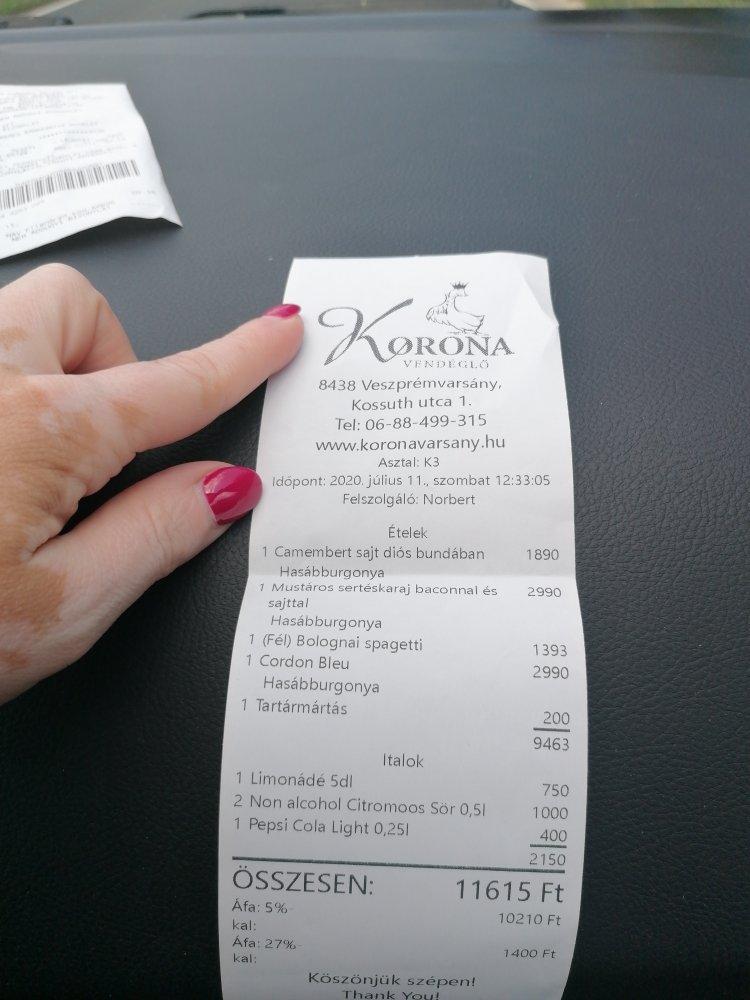 KORONA
VENDÉGLŐ
8438 Veszprémvarsány,
Kossuth utca 1.
Tel: 06-88-499-315
www.koronavarsany.hu
Asztal: K3
Időpont: 2020. július 11., szombat 12:33:05
Felszolgáló: Norbert
Ételek
1 Camembert sajt diós bundában 1890
Hasábburgonya
1 Mustáros sertéskaraj baconnal és 2990
sajttal
Hasábburgonya
1 (Fél) Bolognai spagetti 1393
1 Cordon Bleu 2990
Hasábburgonya
1 Tartármártás 200
9463
Italok
1 Limonádé 5dl 750
2 Non alcohol Citromoos Sör 0,5l 1000
1 Pepsi Cola Light 0,25l 400
2150
ÖSSZESEN: 11615 Ft
Áfa: 5%- 10210 Ft
kal:
Áfa: 27%- 1400 Ft
kal:
Köszönjük szépen!
Thank You!